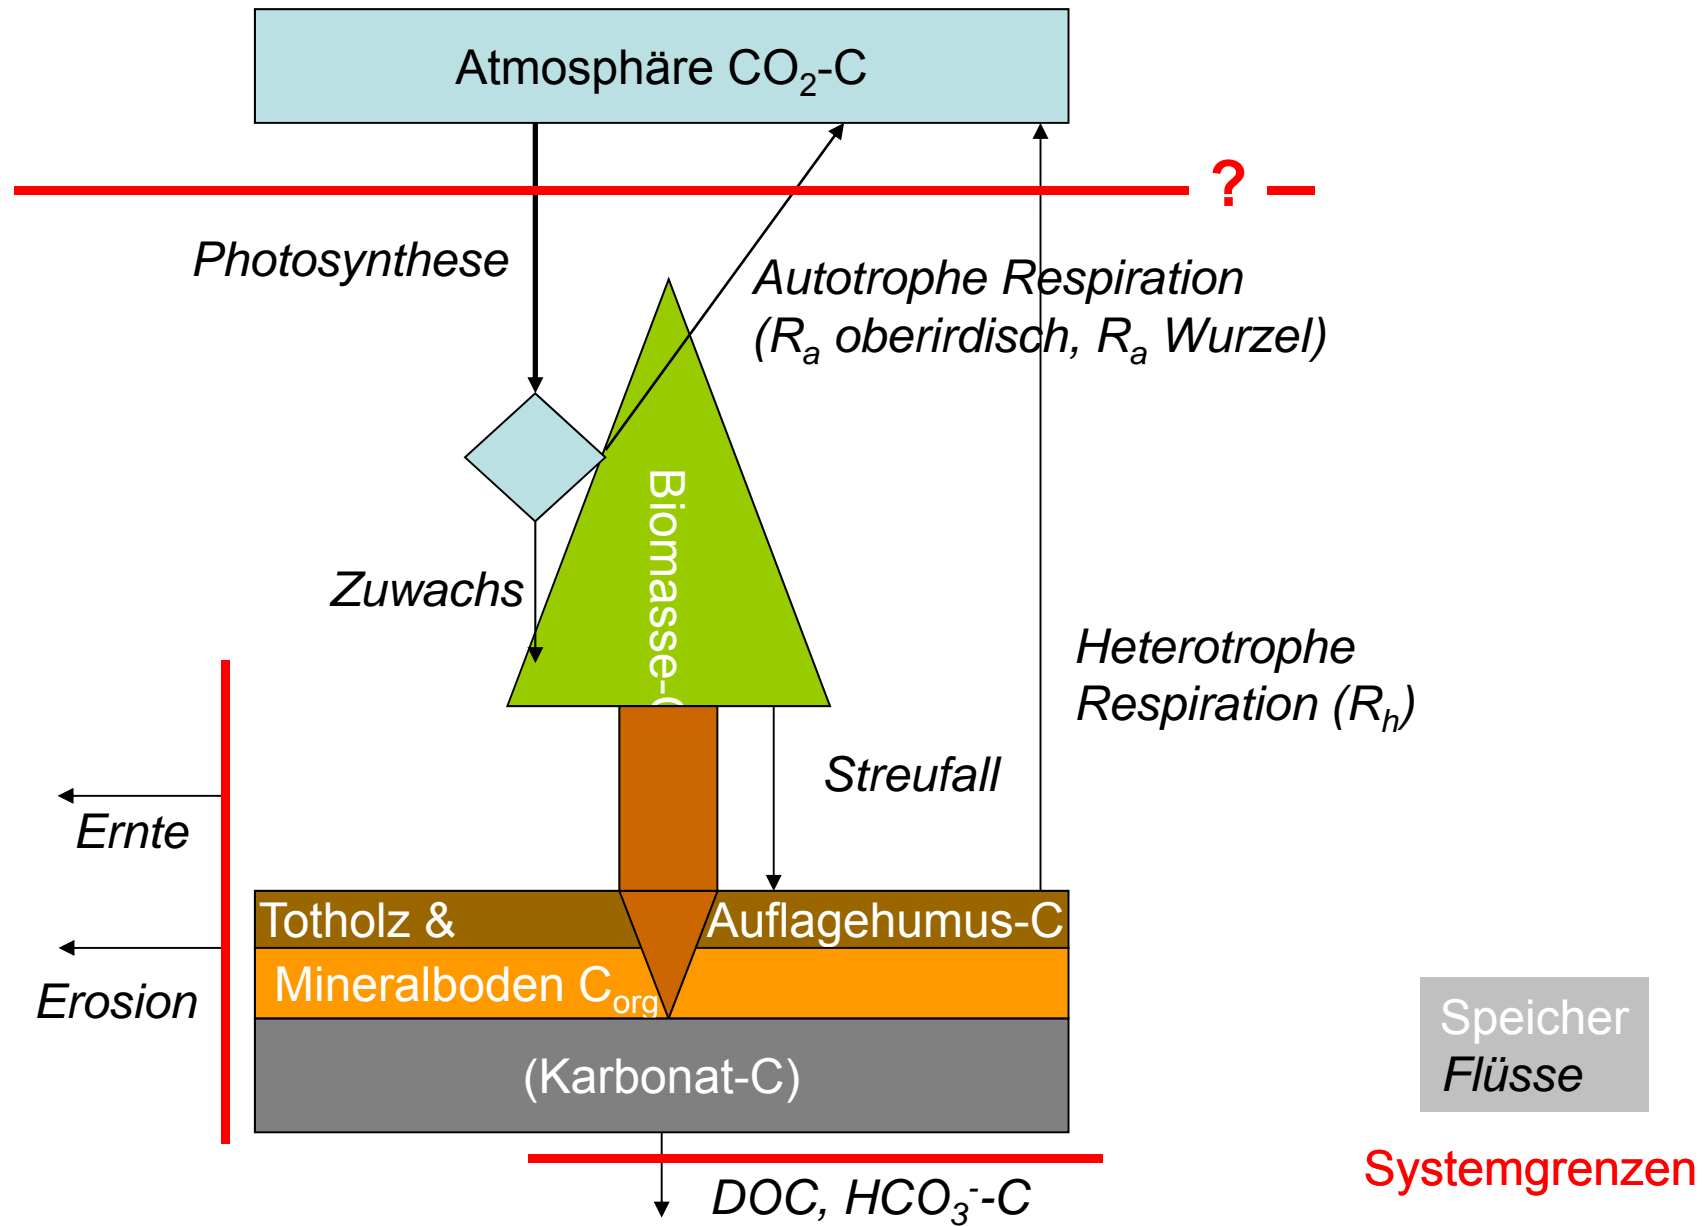 Atmosphäre CO₂-C
?
Photosynthese
Autotrophe Respiration
(Rₐ oberirdisch, Rₐ Wurzel)
Biomasse-C
Zuwachs
Heterotrophe
Respiration (Rₕ)
Streufall
Ernte
Totholz & Auflagehumus-C
Mineralboden C_org
Erosion
Speicher
(Karbonat-C)
Flüsse
Systemgrenzen
DOC, HCO₃⁻-C